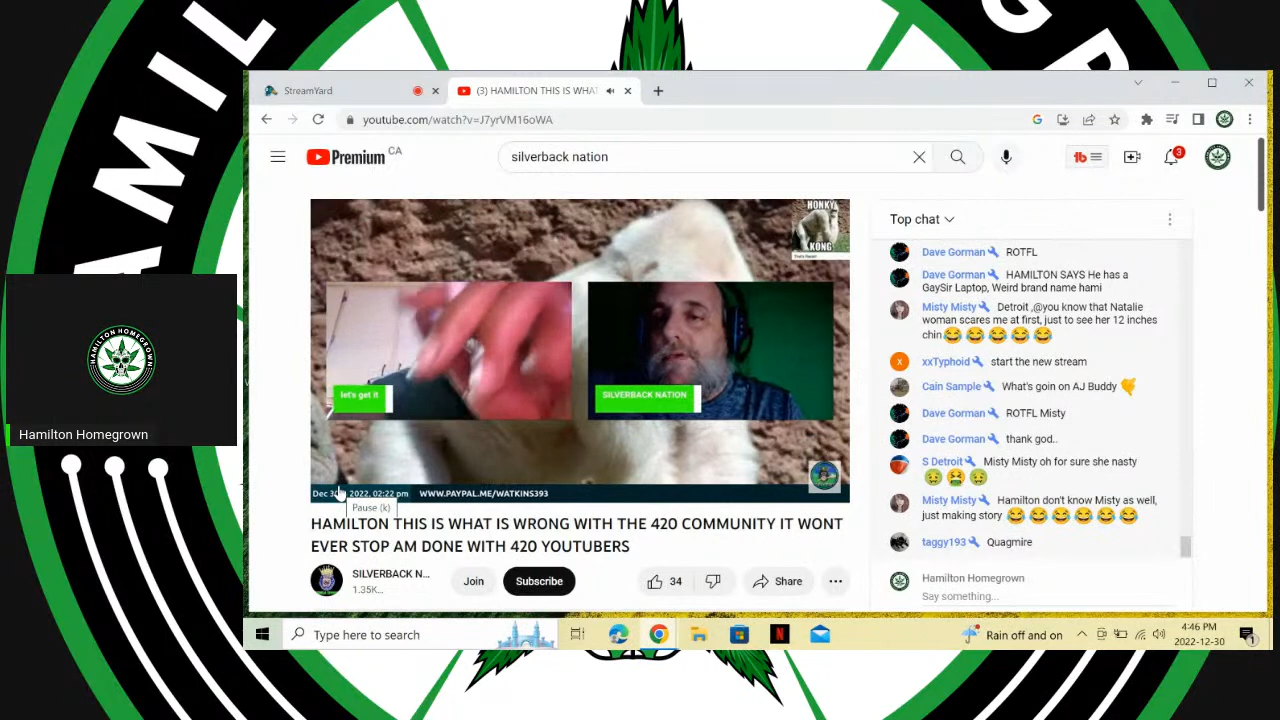 HAMIL
GR
StreamYard
(3) HAMILTON THIS IS WHAT
youtube.com/watch?v=J7yrVM16oWA
Premium CA
silverback nation
3
HONKY
KONG
let's get it
SILVERBACK NATION
2022, 02:22 pm WWW.PAYPAL.ME/WATKINS393
Pause (k)
HAMILTON THIS IS WHAT IS WRONG WITH THE 420 COMMUNITY IT WONT
EVER STOP AM DONE WITH 420 YOUTUBERS
SILVERBACK N...
1.35K...
Join
Subscribe
34
Share
Top chat
Dave Gorman ROTFL
Dave Gorman HAMILTON SAYS He has a
GaySir Laptop, Weird brand name hami
Misty Misty Detroit ,@you know that Natalie
woman scares me at first, just to see her 12 inches
chin😂😂😂😂😂
x xxTyphoid start the new stream
Cain Sample What's goin on AJ Buddy
Dave Gorman ROTFL Misty
Dave Gorman thank god..
S Detroit Misty Misty oh for sure she nasty
🤢🤮🤢
Misty Misty Hamilton don't know Misty as well,
just making story 😂😂😂😂😂😂
taggy193 Quagmire
Hamilton Homegrown
Say something...
HAMILTON HOMEGROWN
Hamilton Homegrown
Type here to search
N
Rain off and on
4:46 PM
2022-12-30
1